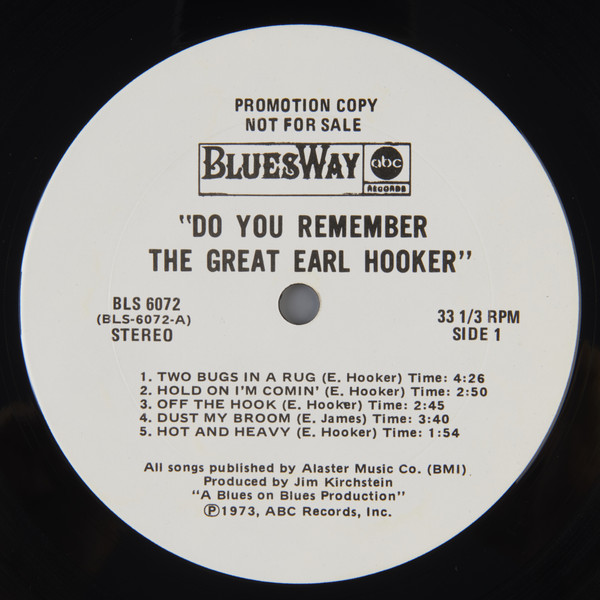 PROMOTION COPY
NOT FOR SALE
BLUESWAY abc RECORDS
"DO YOU REMEMBER
THE GREAT EARL HOOKER"
BLS 6072
(BLS-6072-A)
STEREO
33 1/3 RPM
SIDE 1
1. TWO BUGS IN A RUG (E. Hooker) Time: 4:26
2. HOLD ON I'M COMIN' (E. Hooker) Time: 2:50
3. OFF THE HOOK (E. Hooker) Time: 2:45
4. DUST MY BROOM (E. James) Time: 3:40
5. HOT AND HEAVY (E. Hooker) Time: 1:54
All songs published by Alaster Music Co. (BMI)
Produced by Jim Kirchstein
"A Blues on Blues Production"
℗1973, ABC Records, Inc.